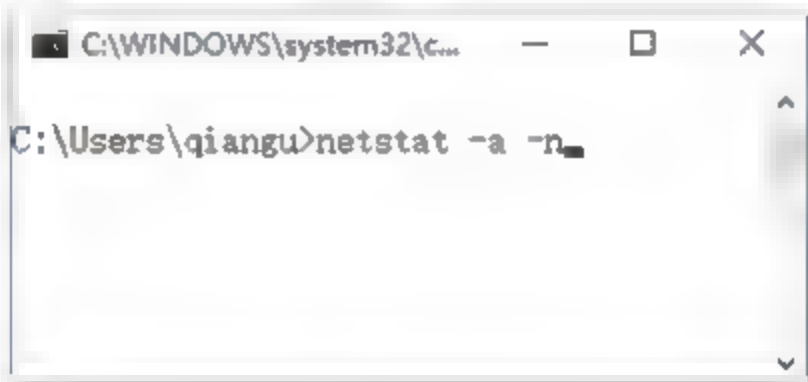 C:\WINDOWS\system32\c...
C:\Users\qiangu>netstat -a -n